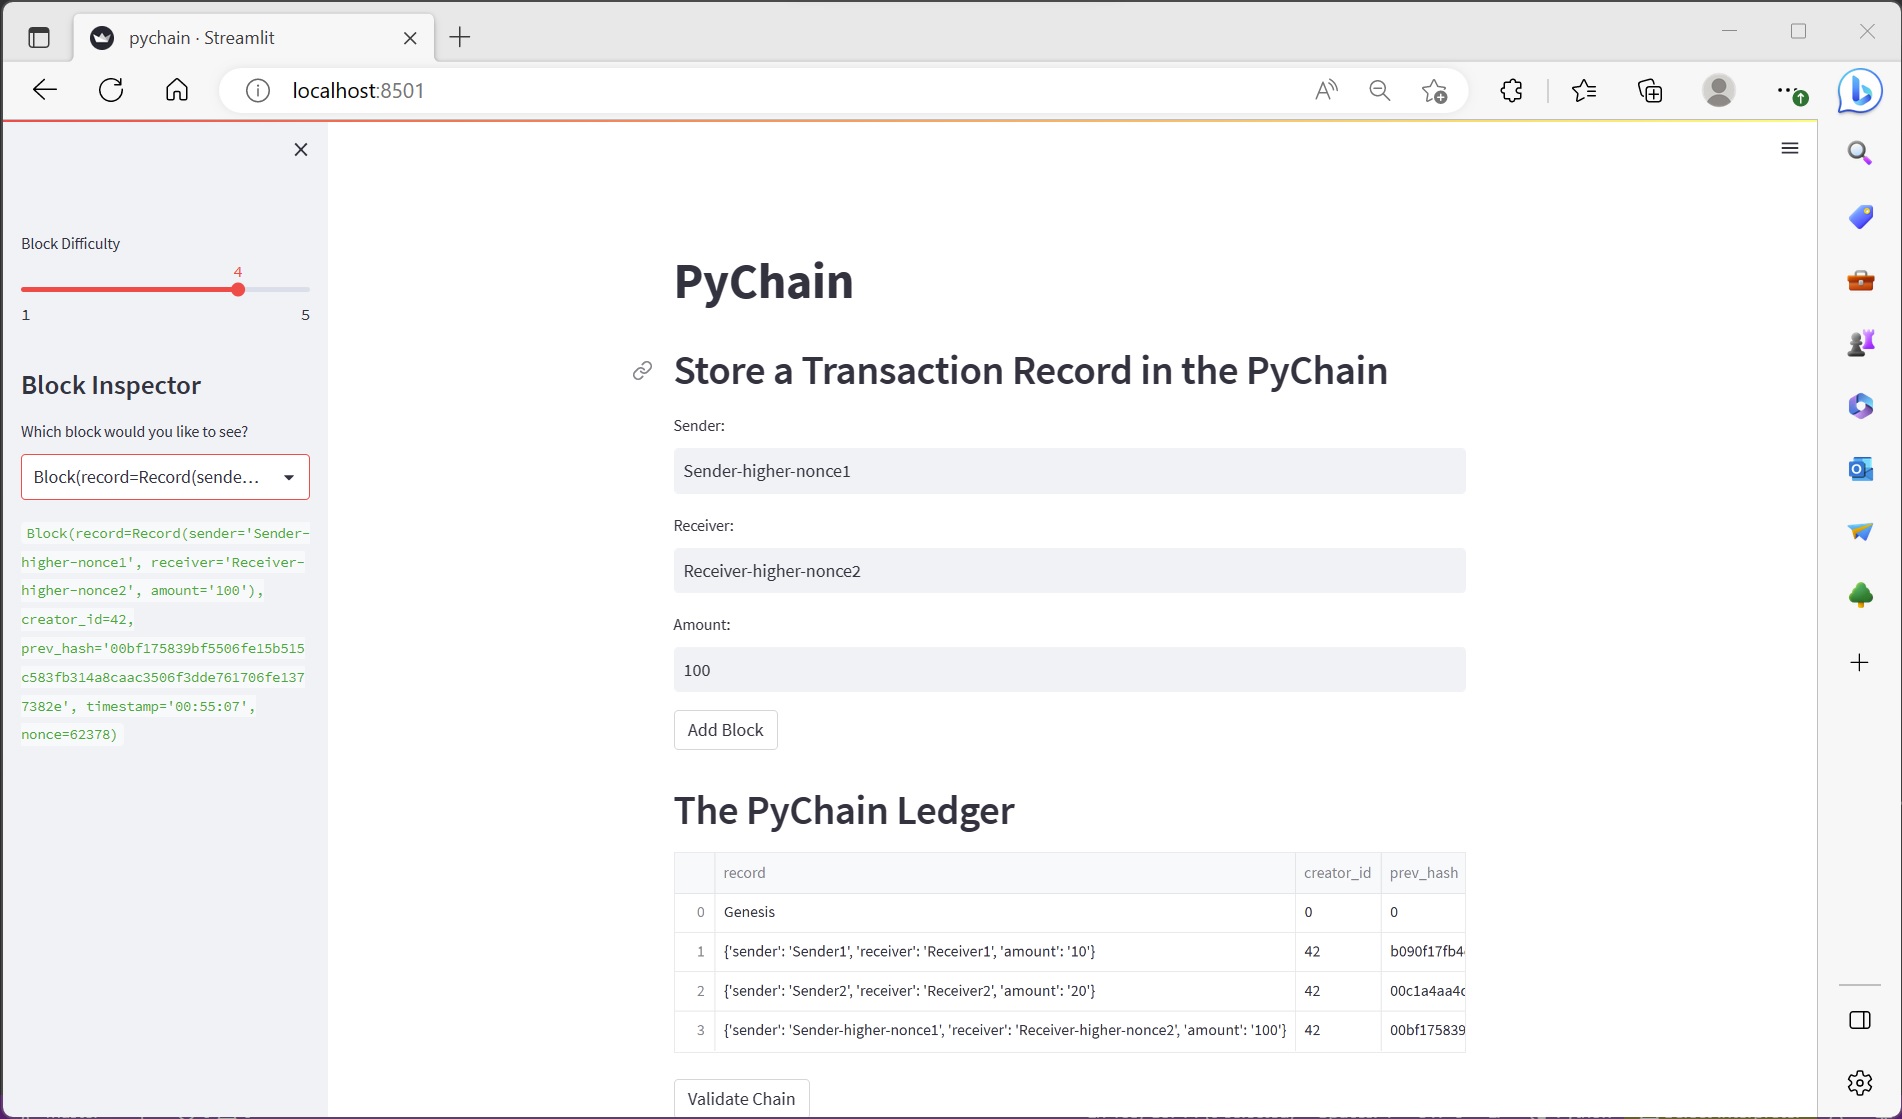 pychain · Streamlit
localhost:8501
Block Difficulty
4
1 5
Block Inspector
Which block would you like to see?
Block(record=Record(sende...
Block(record=Record(sender='Sender-
higher-nonce1', receiver='Receiver-
higher-nonce2', amount='100'),
creator_id=42,
prev_hash='00bf175839bf5506fe15b515
c583fb314a8caac3506f3dde761706fe137
7382e', timestamp='00:55:07',
nonce=62378)
PyChain
Store a Transaction Record in the PyChain
Sender:
Sender-higher-nonce1
Receiver:
Receiver-higher-nonce2
Amount:
100
Add Block
The PyChain Ledger
record creator_id prev_hash
0 Genesis 0 0
1 {'sender': 'Sender1', 'receiver': 'Receiver1', 'amount': '10'} 42 b090f17fb4
2 {'sender': 'Sender2', 'receiver': 'Receiver2', 'amount': '20'} 42 00c1a4aa4c
3 {'sender': 'Sender-higher-nonce1', 'receiver': 'Receiver-higher-nonce2', 'amount': '100'} 42 00bf175839
Validate Chain